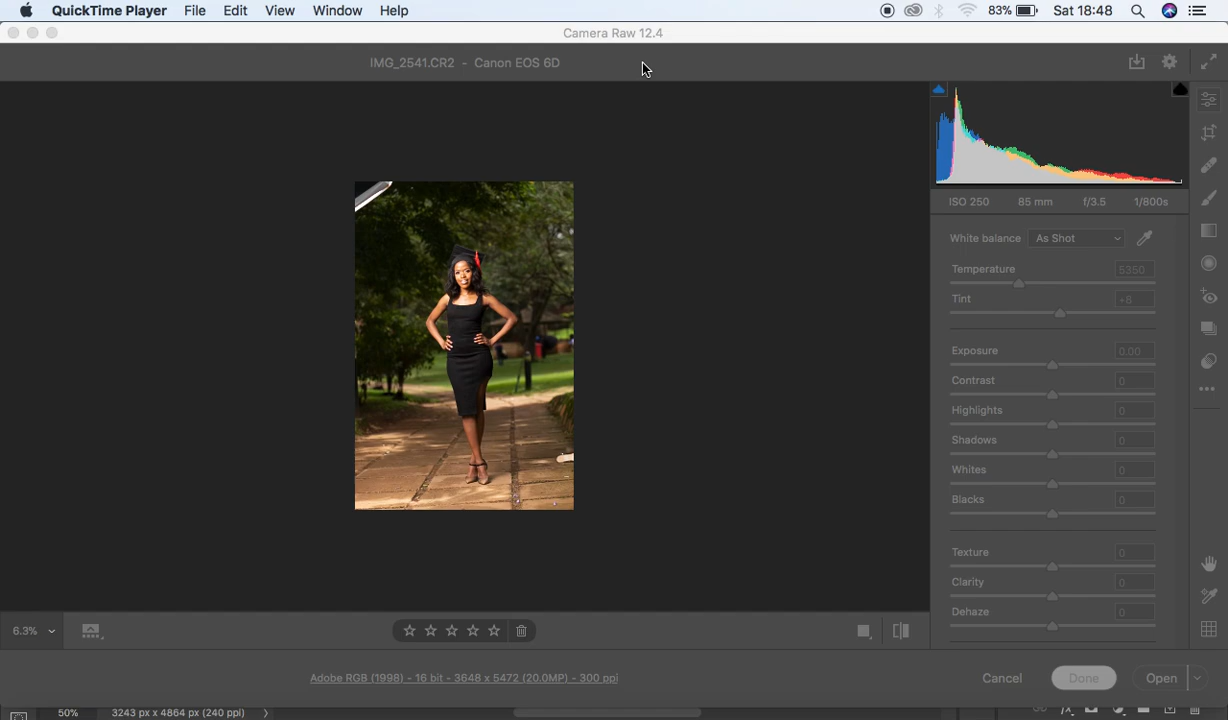 QuickTime Player File Edit View Window Help 83% Sat 18:48
Camera Raw 12.4
IMG_2541.CR2 - Canon EOS 6D
ISO 250 85 mm f/3.5 1/800s
White balance As Shot
Temperature 5350
Tint +8
Exposure 0.00
Contrast 0
Highlights 0
Shadows 0
Whites 0
Blacks 0
Texture 0
Clarity 0
Dehaze 0
6.3%
Adobe RGB (1998) - 16 bit - 3648 x 5472 (20.0MP) - 300 ppi
Cancel Done Open
50% 3243 px x 4864 px (240 ppi)